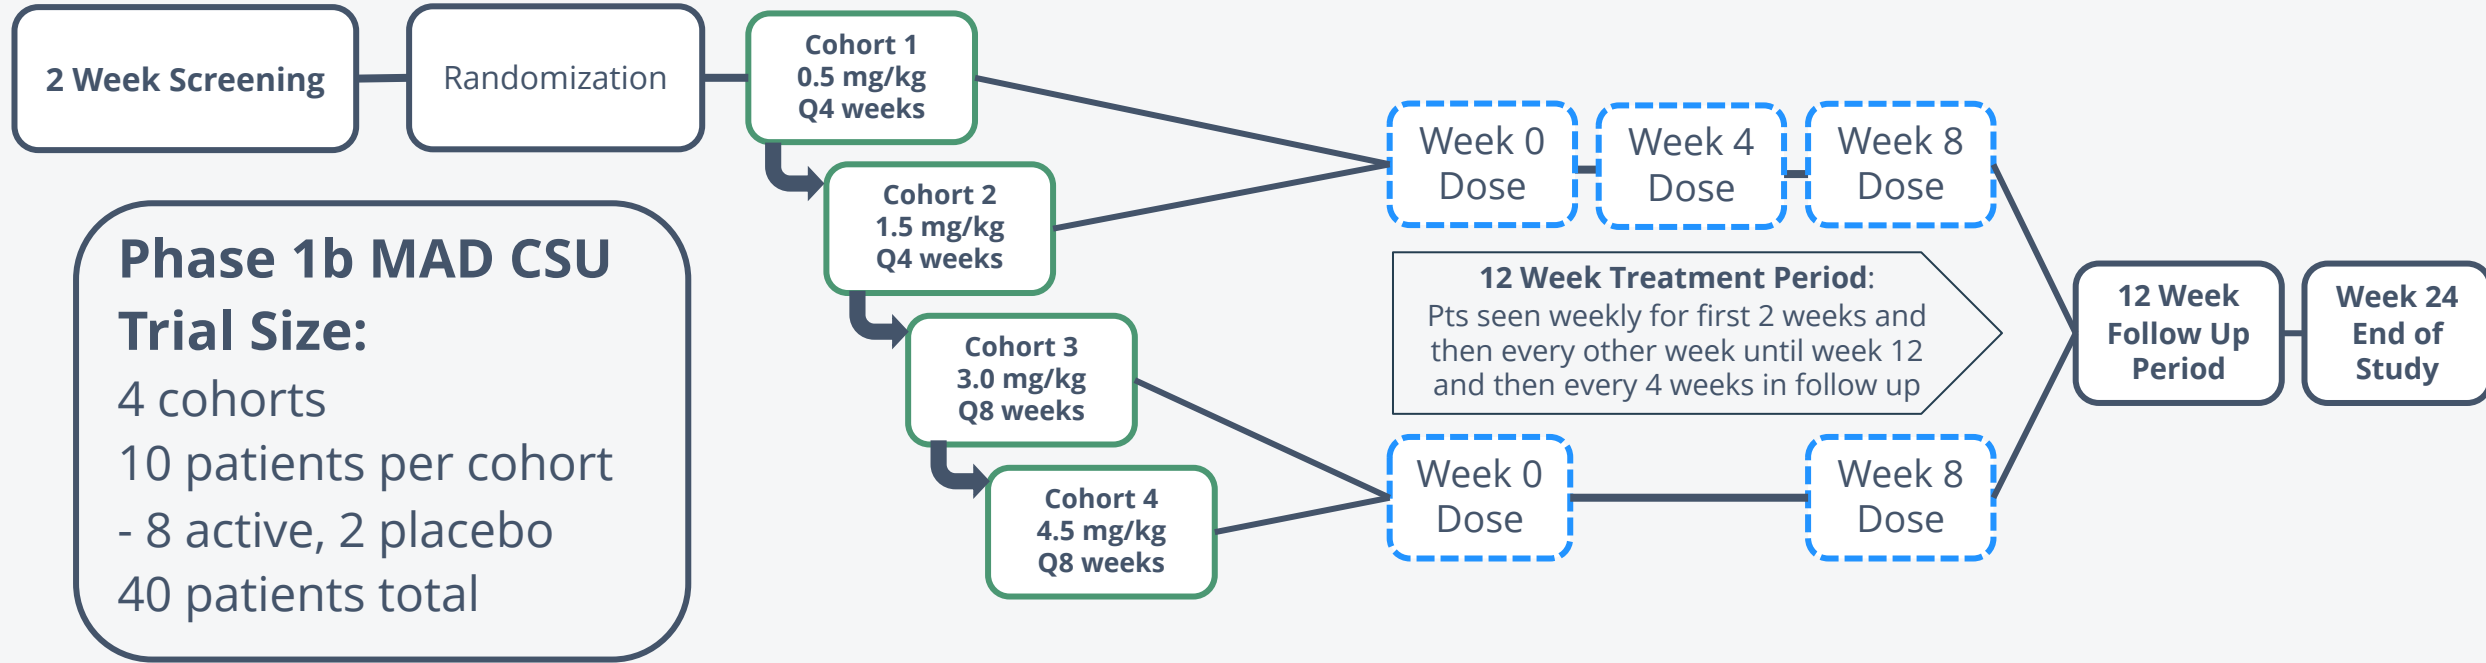 2 Week Screening
Randomization
Cohort 1
0.5 mg/kg
Q4 weeks
Cohort 2
1.5 mg/kg
Q4 weeks
Cohort 3
3.0 mg/kg
Q8 weeks
Cohort 4
4.5 mg/kg
Q8 weeks
Phase 1b MAD CSU
Trial Size:
4 cohorts
10 patients per cohort
- 8 active, 2 placebo
40 patients total
Week 0
Dose
Week 4
Dose
Week 8
Dose
12 Week Treatment Period:
Pts seen weekly for first 2 weeks and
then every other week until week 12
and then every 4 weeks in follow up
Week 0
Dose
Week 8
Dose
12 Week
Follow Up
Period
Week 24
End of
Study